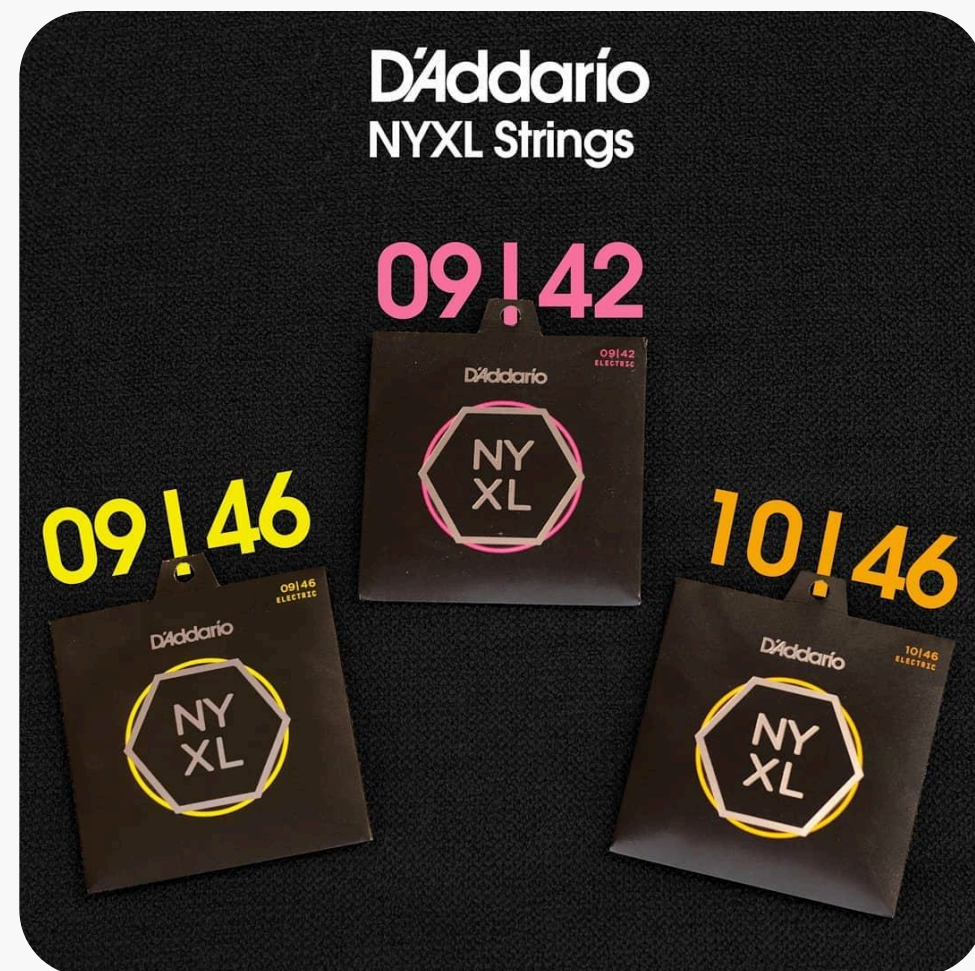 D'Addario
NYXL Strings
09|42
09|42
ELECTRIC
D'Addario
NY
XL
09|46
09|46
ELECTRIC
D'Addario
NY
XL
10|46
10|46
ELECTRIC
D'Addario
NY
XL